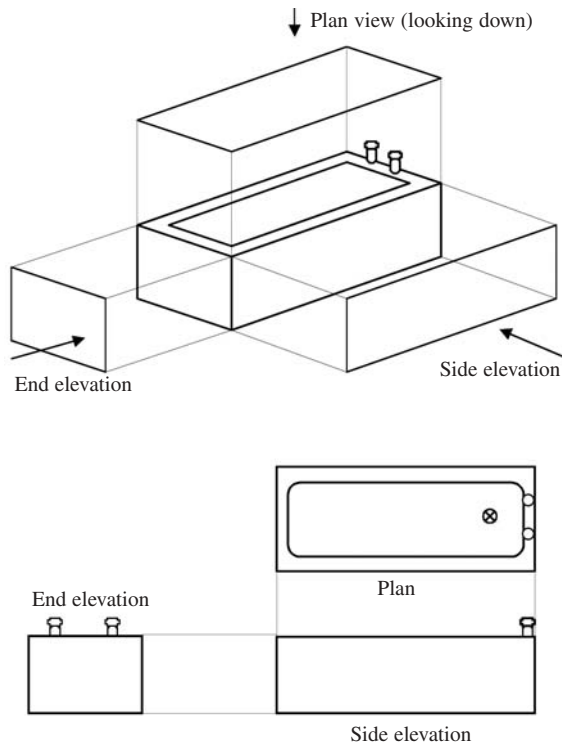 Plan view (looking down)
End elevation
Side elevation
Plan
End elevation
Side elevation